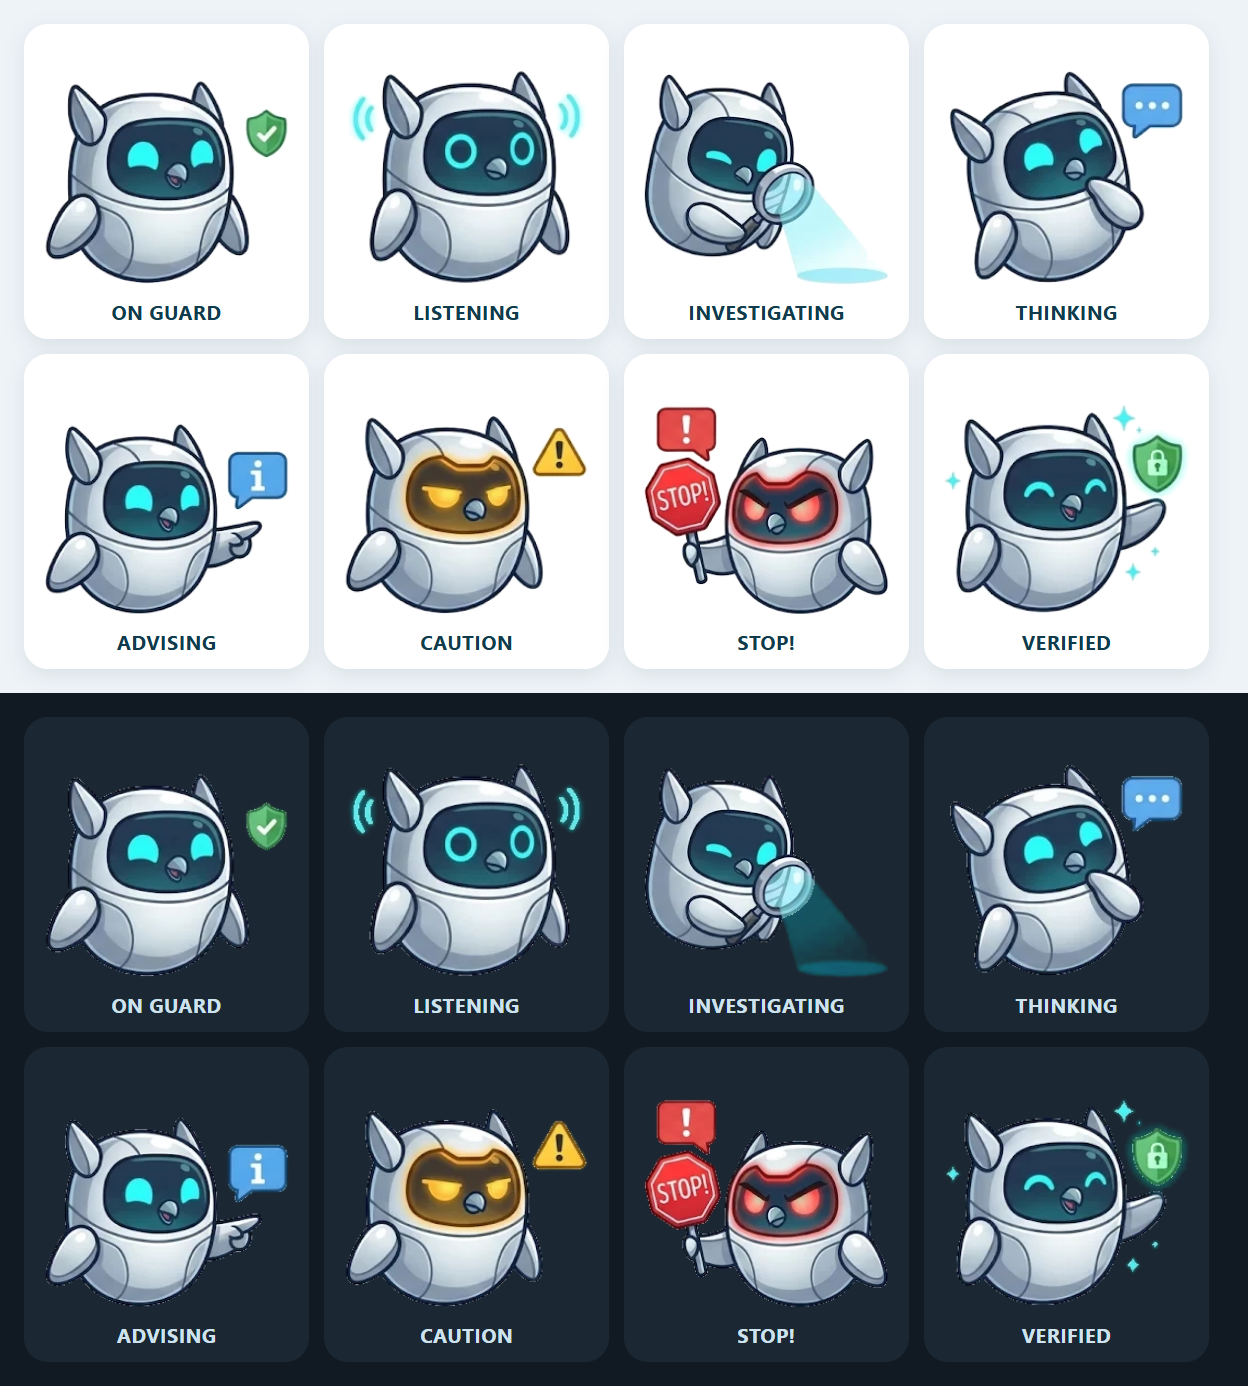 ON GUARD
LISTENING
INVESTIGATING
THINKING
i
ADVISING
!
CAUTION
!
STOP!
STOP!
VERIFIED
ON GUARD
LISTENING
INVESTIGATING
THINKING
i
ADVISING
!
CAUTION
!
STOP!
STOP!
VERIFIED